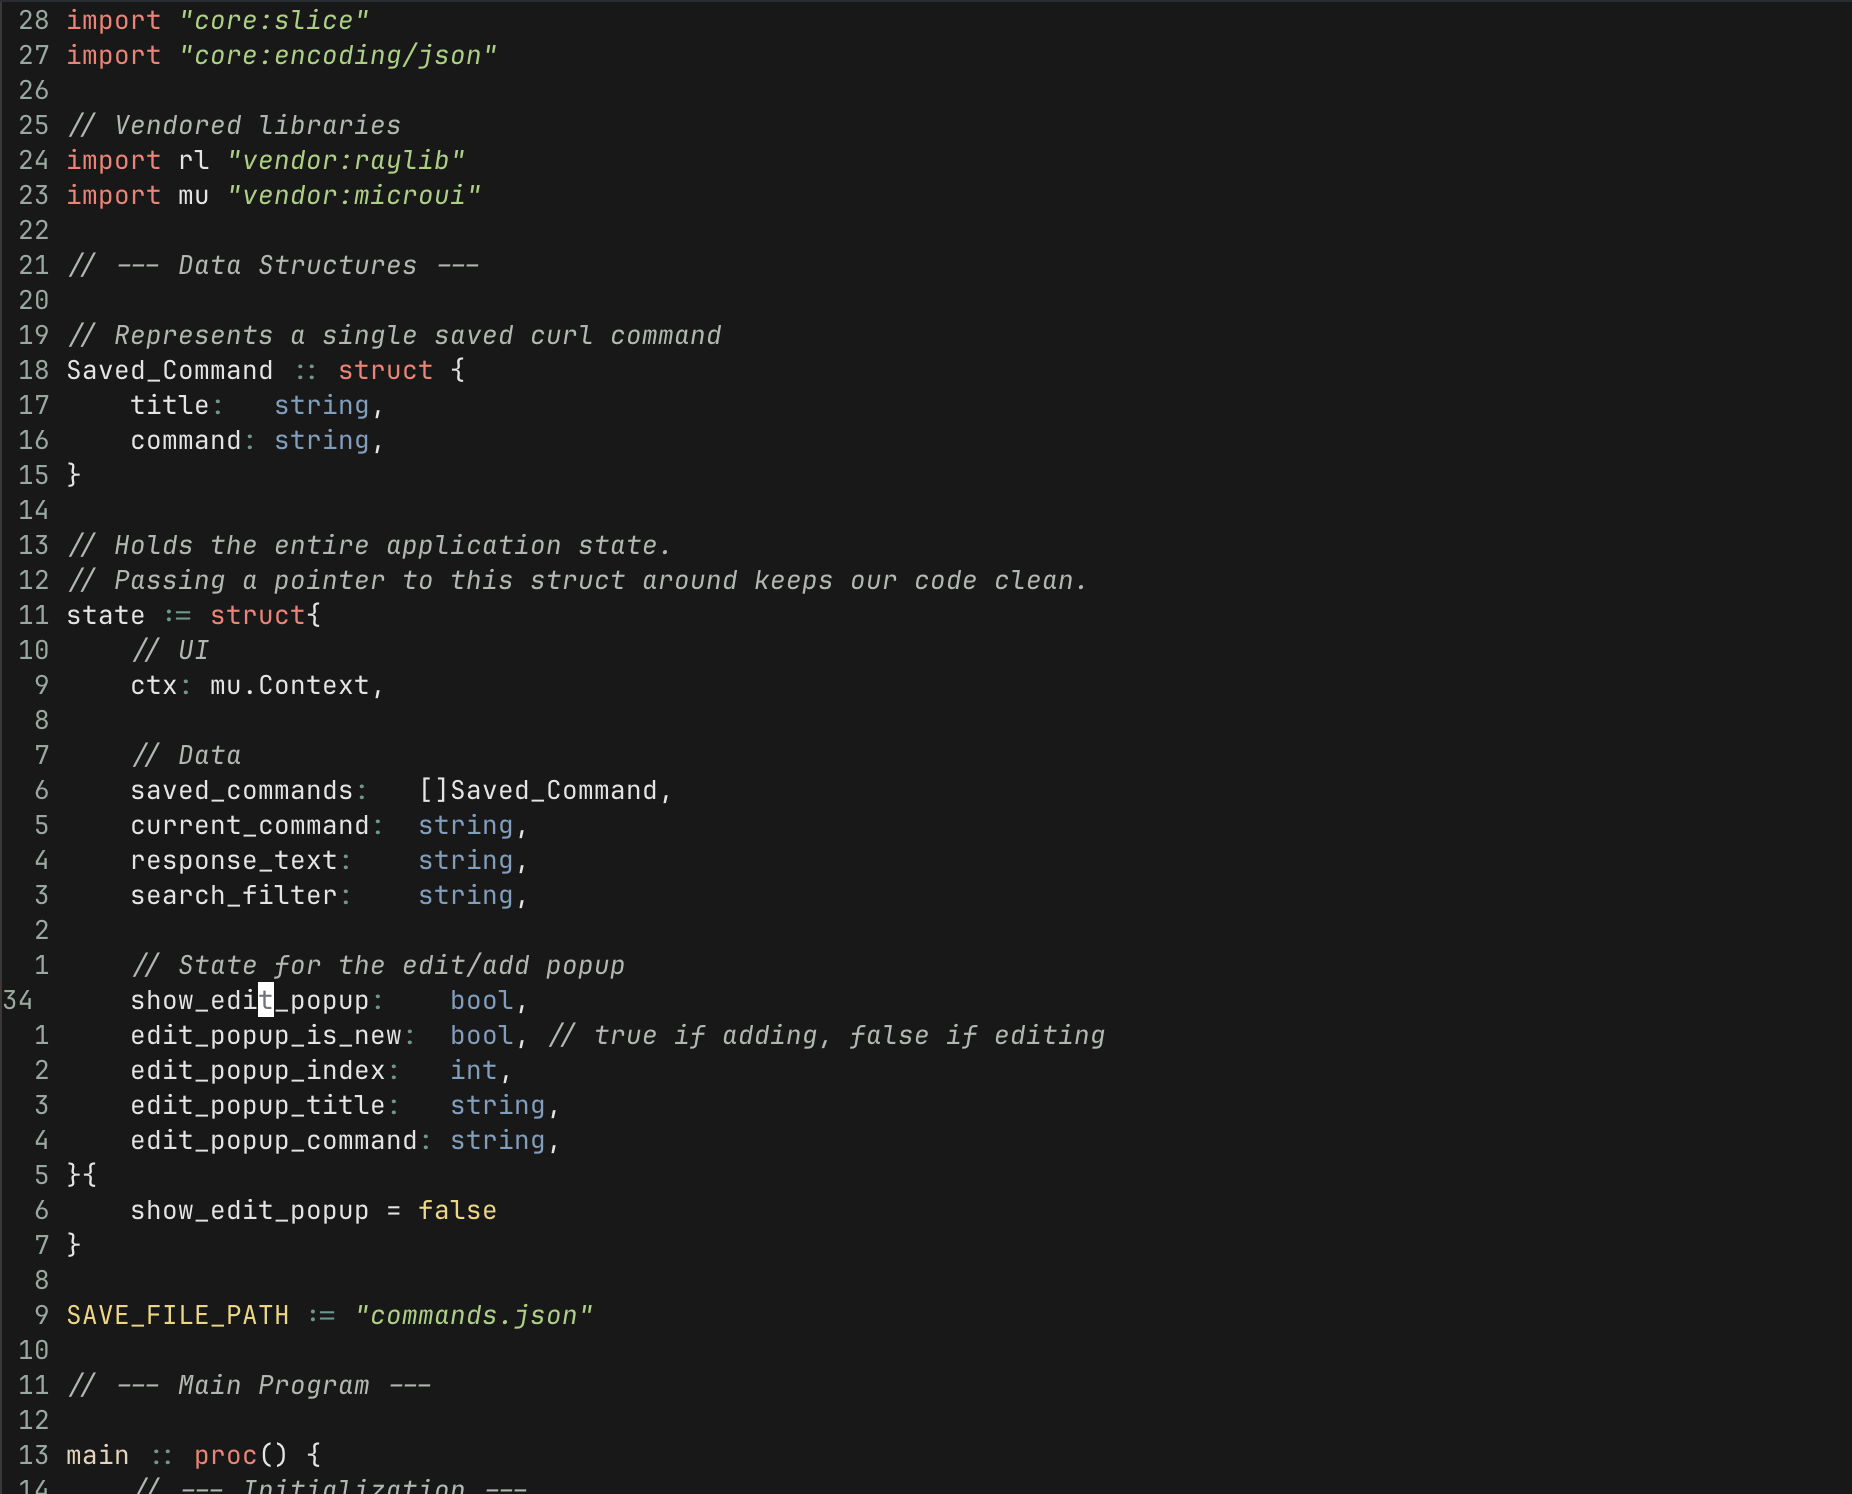 28 import "core:slice"
27 import "core:encoding/json"
26
25 // Vendored libraries
24 import rl "vendor:raylib"
23 import mu "vendor:microui"
22
21 // --- Data Structures ---
20
19 // Represents a single saved curl command
18 Saved_Command :: struct {
17     title:   string,
16     command: string,
15 }
14
13 // Holds the entire application state.
12 // Passing a pointer to this struct around keeps our code clean.
11 state := struct{
10     // UI
9     ctx: mu.Context,
8
7     // Data
6     saved_commands:   []Saved_Command,
5     current_command:  string,
4     response_text:    string,
3     search_filter:    string,
2
1     // State for the edit/add popup
34     show_edit_popup:    bool,
1     edit_popup_is_new:  bool, // true if adding, false if editing
2     edit_popup_index:   int,
3     edit_popup_title:   string,
4     edit_popup_command: string,
5 }{
6     show_edit_popup = false
7 }
8
9 SAVE_FILE_PATH := "commands.json"
10
11 // --- Main Program ---
12
13 main :: proc() {
14     // --- Initialization ---